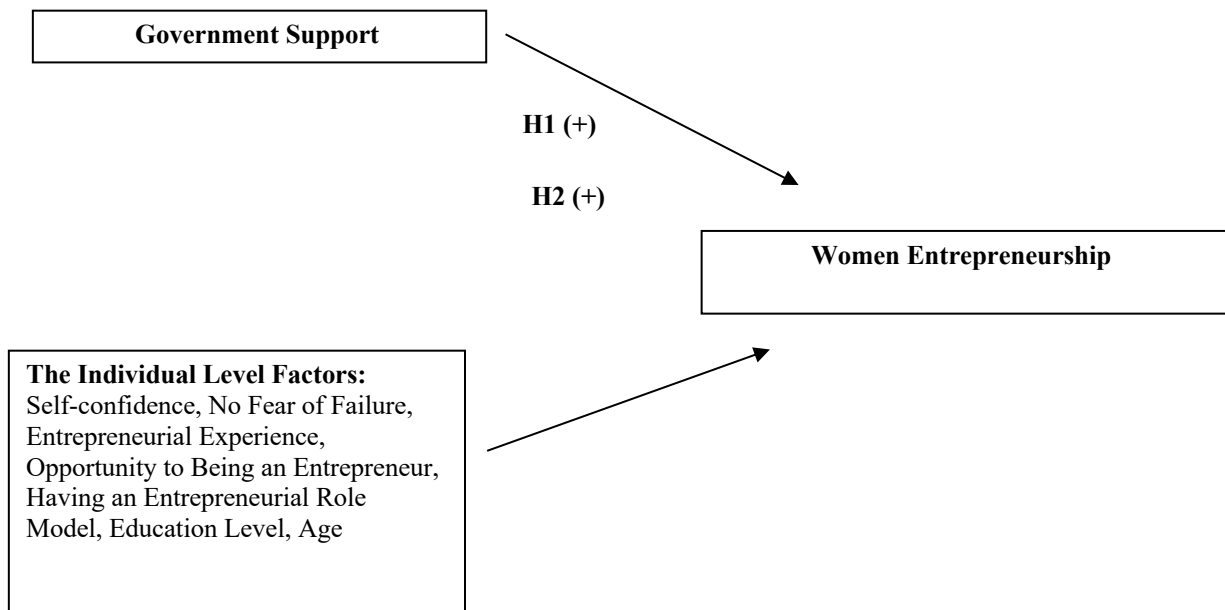 Government Support
H1 (+)
H2 (+)
Women Entrepreneurship
The Individual Level Factors:
Self-confidence, No Fear of Failure,
Entrepreneurial Experience,
Opportunity to Being an Entrepreneur,
Having an Entrepreneurial Role
Model, Education Level, Age